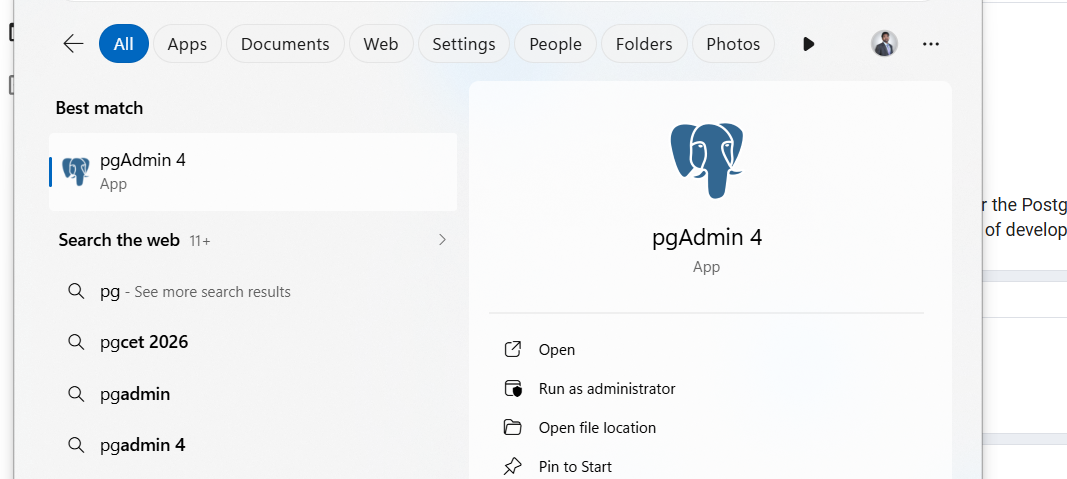 All
Apps
Documents
Web
Settings
People
Folders
Photos
Best match
pgAdmin 4
App
Search the web 11+
pg - See more search results
pgcet 2026
pgadmin
pgadmin 4
pgAdmin 4
App
Open
Run as administrator
Open file location
Pin to Start
r the Postg
of develop